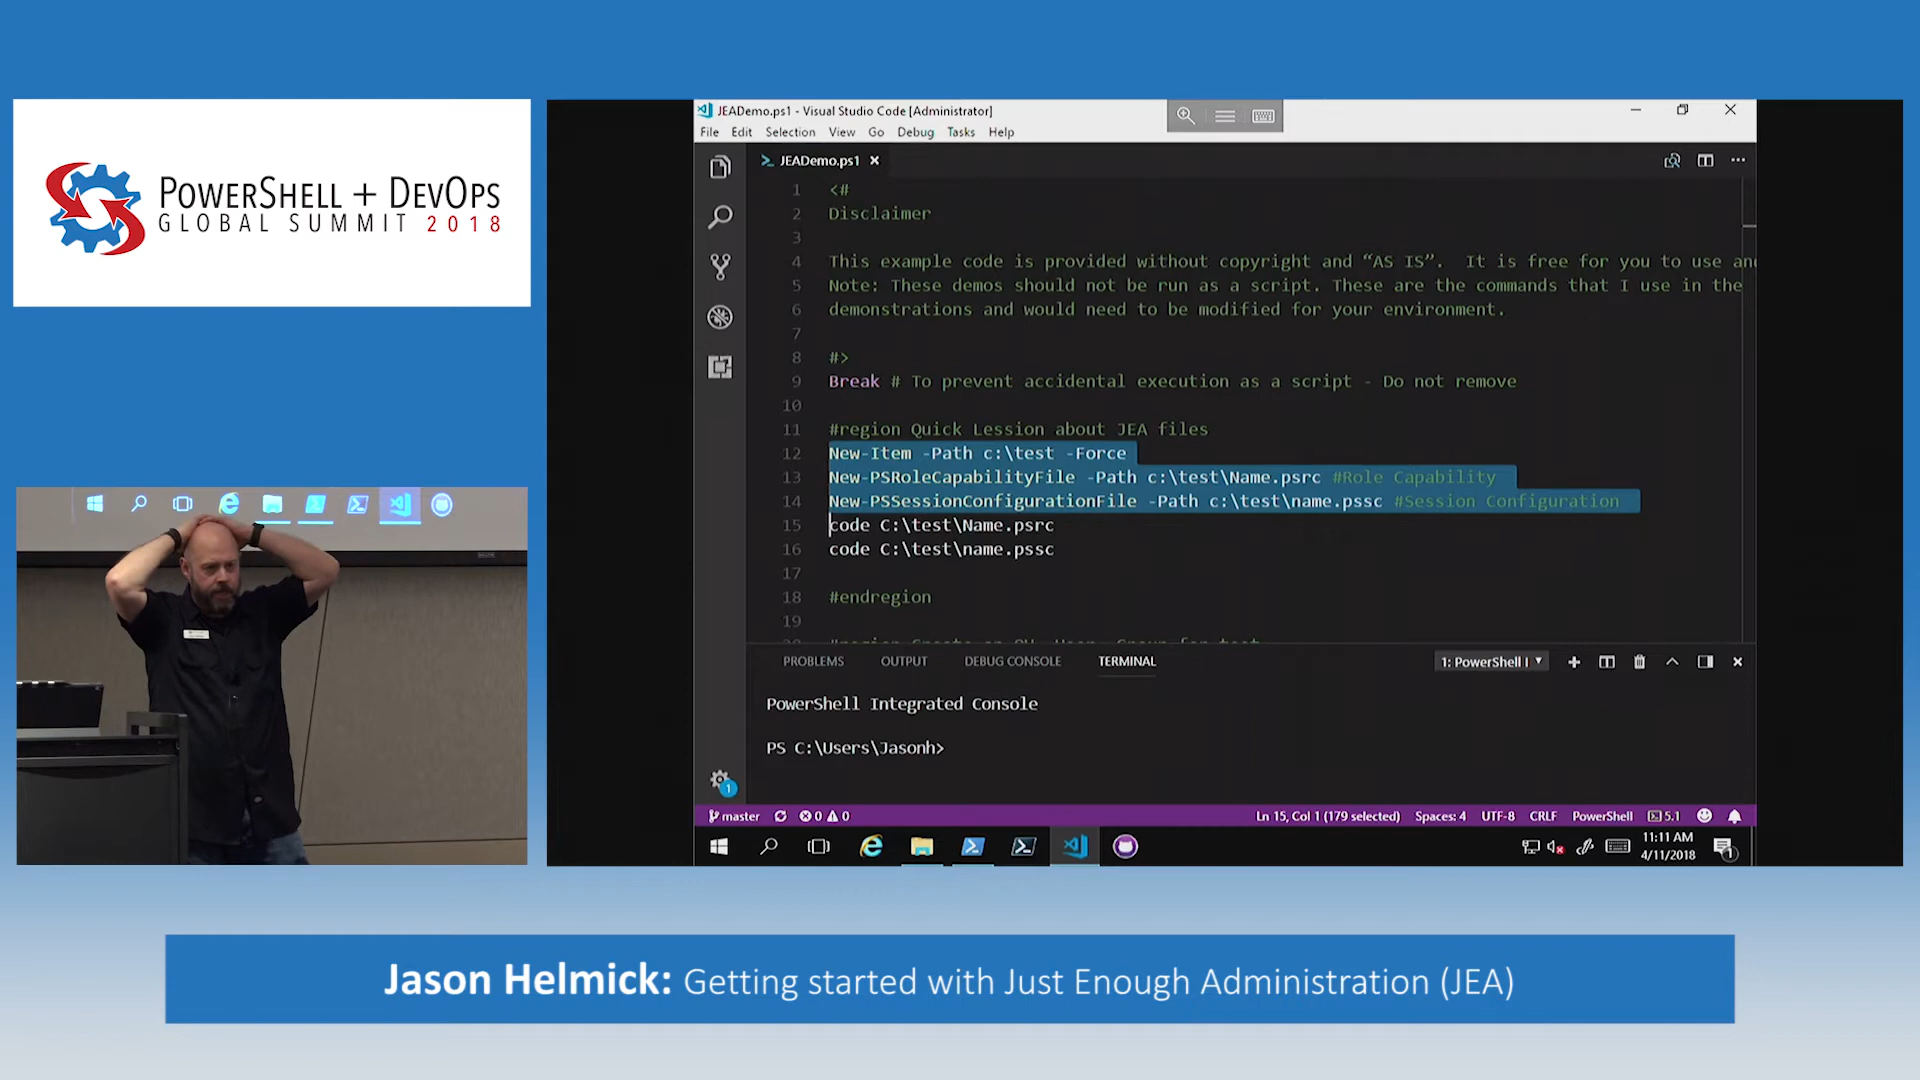 POWERSHELL + DEVOPS
GLOBAL SUMMIT 2018
JEADemo.ps1 - Visual Studio Code [Administrator]
File Edit Selection View Go Debug Tasks Help
JEADemo.ps1
1 <#
2 Disclaimer
3
4 This example code is provided without copyright and “AS IS”. It is free for you to use and
5 Note: These demos should not be run as a script. These are the commands that I use in the
6 demonstrations and would need to be modified for your environment.
7
8 #>
9 Break # To prevent accidental execution as a script - Do not remove
10
11 #region Quick Lession about JEA files
12 New-Item -Path c:\test -Force
13 New-PSRoleCapabilityFile -Path c:\test\Name.psrc #Role Capability
14 New-PSSessionConfigurationFile -Path c:\test\name.pssc #Session Configuration
15 code C:\test\Name.psrc
16 code C:\test\name.pssc
17
18 #endregion
19
PROBLEMS OUTPUT DEBUG CONSOLE TERMINAL 1: PowerShell I
PowerShell Integrated Console
PS C:\Users\Jasonh>
1
master 0 0 Ln 15, Col 1 (179 selected) Spaces: 4 UTF-8 CRLF PowerShell 5.1
11:11 AM
4/11/2018
1
Jason Helmick: Getting started with Just Enough Administration (JEA)